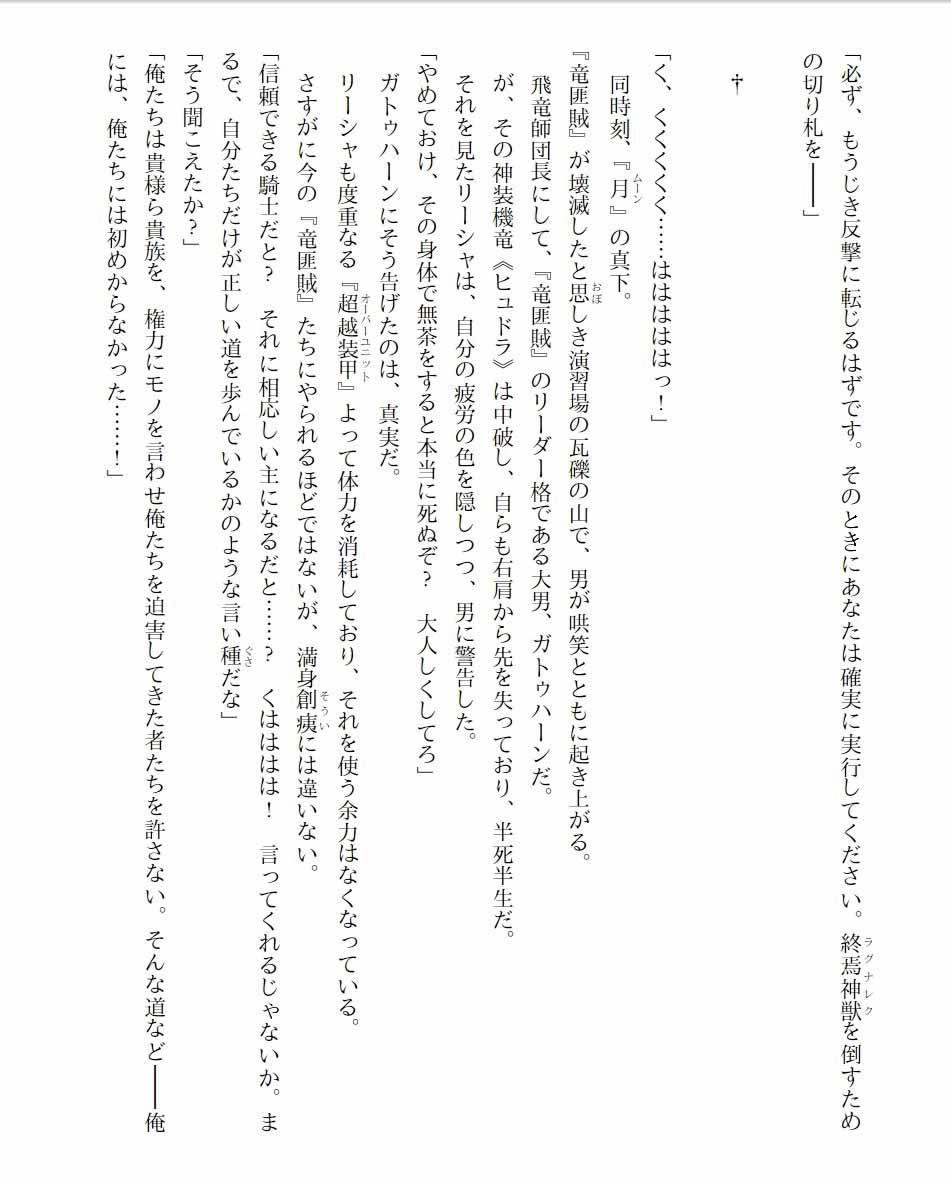 「必ず、もうじき反撃に転じるはずです。そのときにあなたは確実に実行してください。終焉神獣を倒すため
の切り札を――」
†
「く、くくくくく……はははははっ！」
同時刻、『月』の真下。
『竜匪賊』が壊滅したと思しき演習場の瓦礫の山で、男が哄笑とともに起き上がる。
飛竜師団長にして、『竜匪賊』のリーダー格である大男、ガトゥハーンだ。
が、その神装機竜《ヒュドラ》は中破し、自らも右肩から先を失っており、半死半生だ。
それを見たリーシャは、自分の疲労の色を隠しつつ、男に警告した。
「やめておけ、その身体で無茶をすると本当に死ぬぞ？　大人しくしてろ」
ガトゥハーンにそう告げたのは、真実だ。
リーシャも度重なる『超越装甲』よって体力を消耗しており、それを使う余力はなくなっている。
さすがに今の『竜匪賊』たちにやられるほどではないが、満身創痍には違いない。
「信頼できる騎士だと？　それに相応しい主になるだと……？　くはははは！　言ってくれるじゃないか。ま
るで、自分たちだけが正しい道を歩んでいるかのような言い種だな」
「そう聞こえたか？」
「俺たちは貴様ら貴族を、権力にモノを言わせ俺たちを迫害してきた者たちを許さない。そんな道など――俺
には、俺たちには初めからなかった………！」